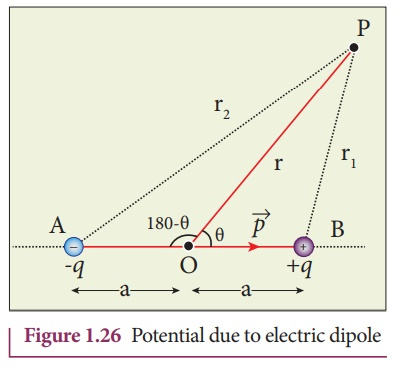 P
r₂
r
r₁
A
180-θ
θ
p⃗
B
-q
O
+q
a
a
Figure 1.26 Potential due to electric dipole